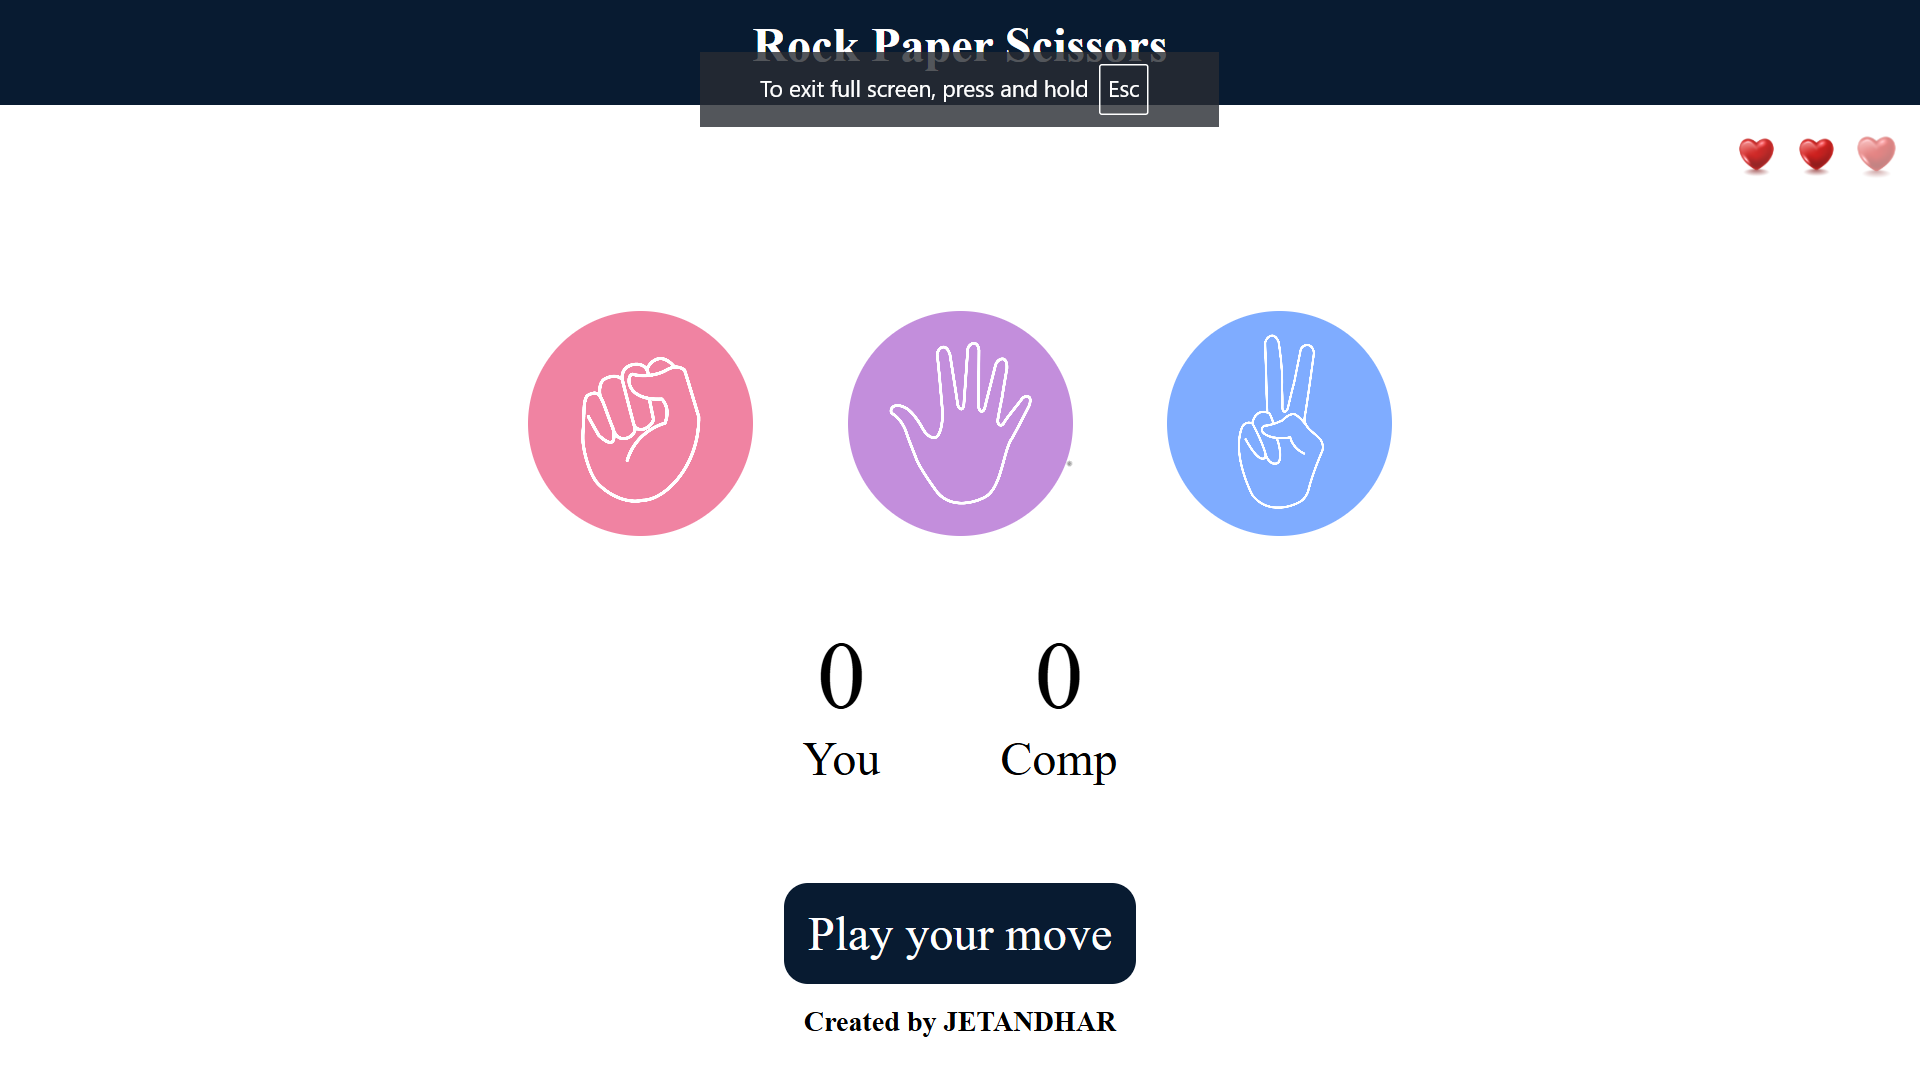 Rock Paper Scissors
To exit full screen, press and hold Esc
0 0
You Comp
Play your move
Created by JETANDHAR